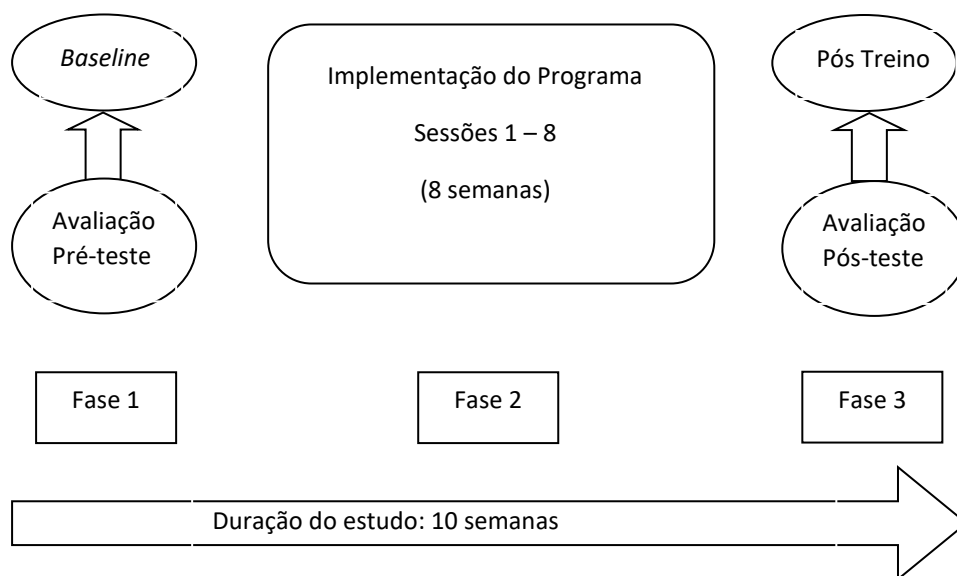 Baseline
Avaliação
Pré-teste
Implementação do Programa
Sessões 1 – 8
(8 semanas)
Pós Treino
Avaliação
Pós-teste
Fase 1
Fase 2
Fase 3
Duração do estudo: 10 semanas